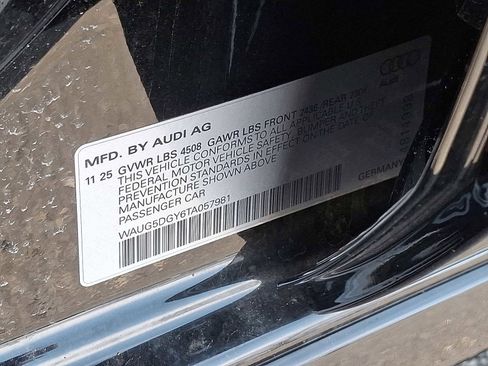 Audi
MFD. BY AUDI AG
11 25 GVWR LBS 4508 GAWR LBS FRONT 2436 /REAR
THIS VEHICLE CONFORMS TO ALL APPLICABLE U.S.
FEDERAL MOTOR VEHICLE SAFETY, BUMPER AND THEFT
PREVENTION STANDARDS IN EFFECT ON THE DATE OF
MANUFACTURE SHOWN ABOVE
PASSENGER CAR
GERMANY
WAUG5DGY6TA057981